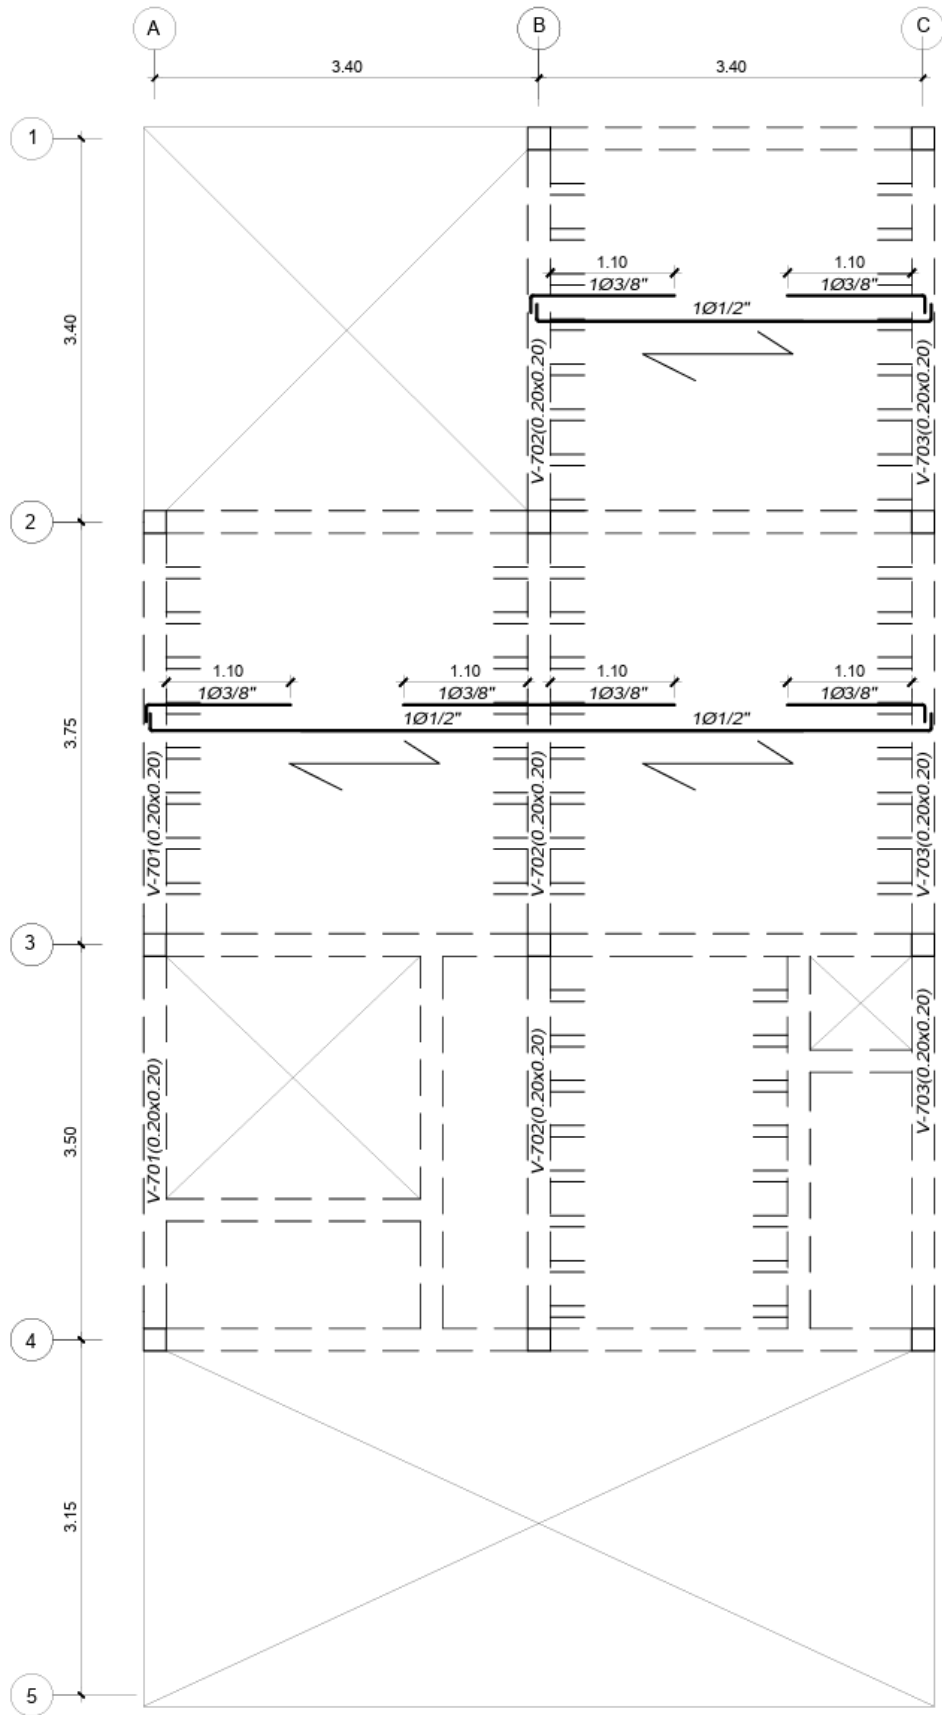 A
B
C
3.40
3.40
1
3.40
1.10
1.10
1Ø3/8"
1Ø3/8"
1Ø1/2"
V-702(0.20x0.20)
V-703(0.20x0.20)
2
3.75
1.10
1.10
1.10
1.10
1Ø3/8"
1Ø3/8"
1Ø3/8"
1Ø3/8"
1Ø1/2"
1Ø1/2"
V-701(0.20x0.20)
V-702(0.20x0.20)
V-703(0.20x0.20)
3
3.50
V-701(0.20x0.20)
V-702(0.20x0.20)
V-703(0.20x0.20)
4
3.15
5